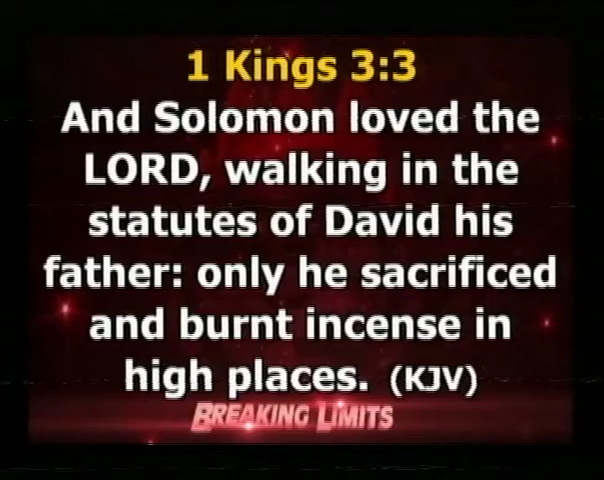 1 Kings 3:3
And Solomon loved the
LORD, walking in the
statutes of David his
father: only he sacrificed
and burnt incense in
high places. (KJV)
BREAKING LIMITS